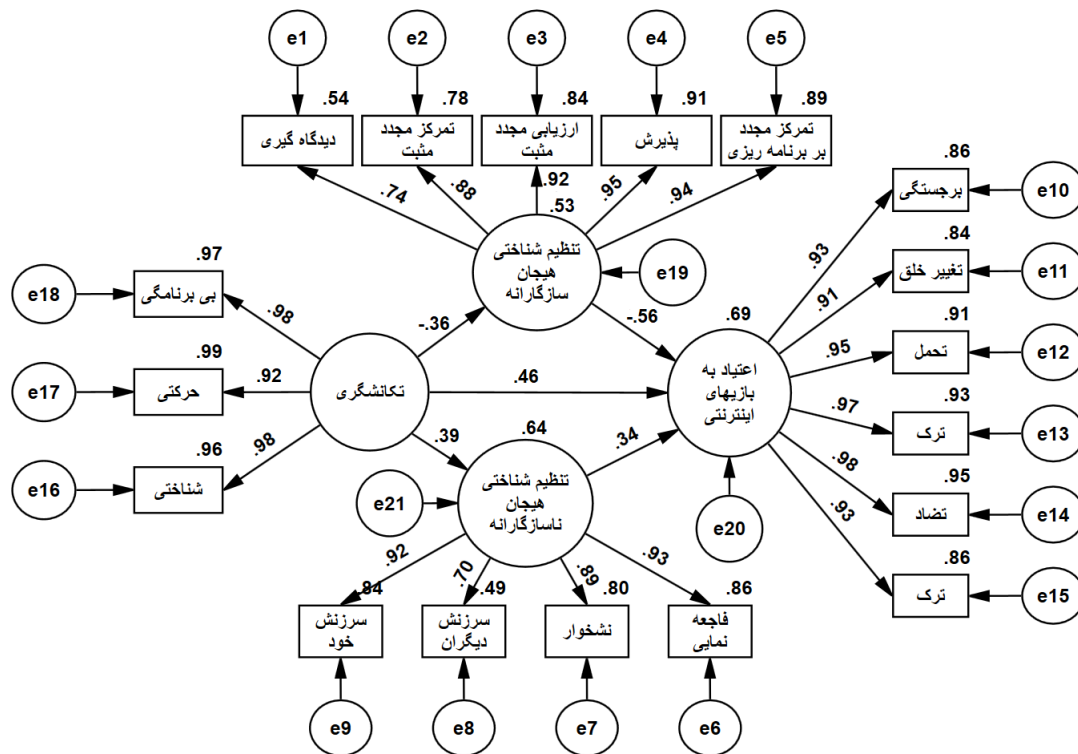 e1
e2
e3
e4
e5
.54
.78
.84
.91
.89
دیدگاه گیری
تمرکز مجدد
مثبت
ارزیابی مجدد
مثبت
پذیرش
تمرکز مجدد
بر برنامه ریزی
.74
.88
.92
.95
.94
.53
تنظیم شناختی
هیجان
سازگارانه
e19
.86
برجستگی
e10
.93
.84
تغییر خلق
e11
.91
.91
تحمل
e12
.95
.93
ترک
e13
.97
.95
تضاد
e14
.98
.86
ترک
e15
.93
e18
.97
بی برنامگی
.98
e17
.99
حرکتی
.92
e16
.96
شناختی
.98
تکانشگری
-.36
-.56
.46
.39
.34
.69
اعتیاد به
بازیهای
اینترنتی
e20
.64
تنظیم شناختی
هیجان
ناسازگارانه
e21
.92
.70
.89
.93
.84
.49
.80
.86
سرزنش
خود
سرزنش
دیگران
نشخوار
فاجعه
نمایی
e9
e8
e7
e6